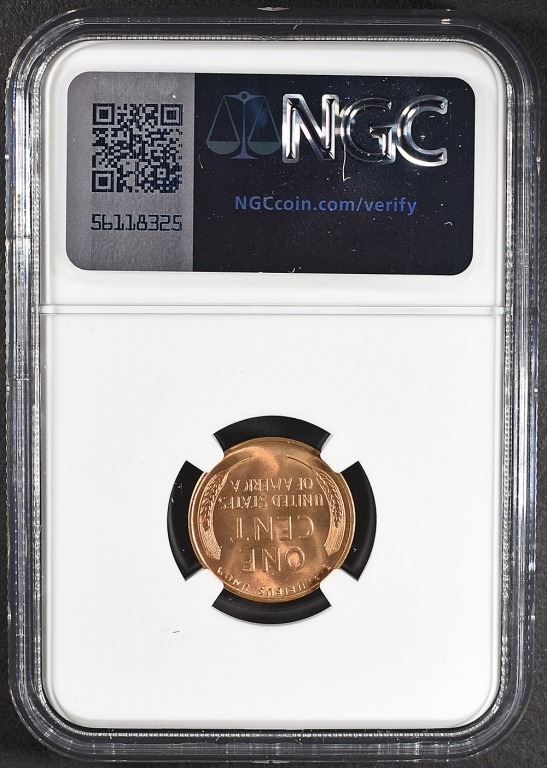 NGC
NGCcoin.com/verify
56118325
E·PLURIBUS·UNUM
ONE
CENT
UNITED STATES
OF AMERICA